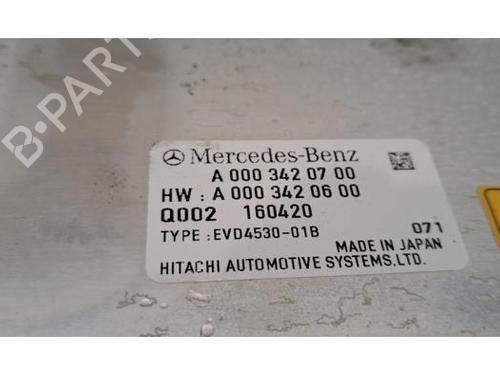 B-PARTS
Mercedes-Benz
A 000 342 07 00
HW : A 000 342 06 00
Q002 160420
TYPE : EVD4530-01B 071
MADE IN JAPAN
HITACHI AUTOMOTIVE SYSTEMS, LTD.